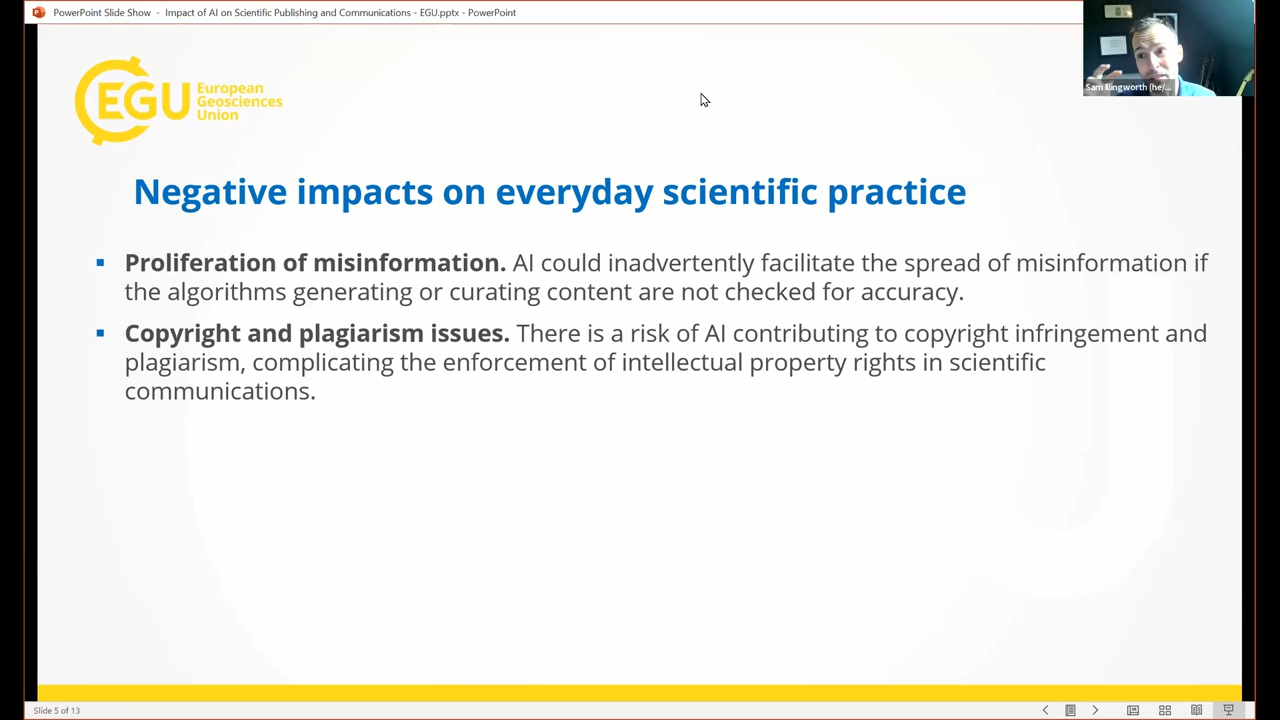 PowerPoint Slide Show - Impact of AI on Scientific Publishing and Communications - EGU.pptx - PowerPoint
Sam Illingworth (he/...
EGU European
Geosciences
Union
Negative impacts on everyday scientific practice
Proliferation of misinformation. AI could inadvertently facilitate the spread of misinformation if
the algorithms generating or curating content are not checked for accuracy.
Copyright and plagiarism issues. There is a risk of AI contributing to copyright infringement and
plagiarism, complicating the enforcement of intellectual property rights in scientific
communications.
Slide 5 of 13